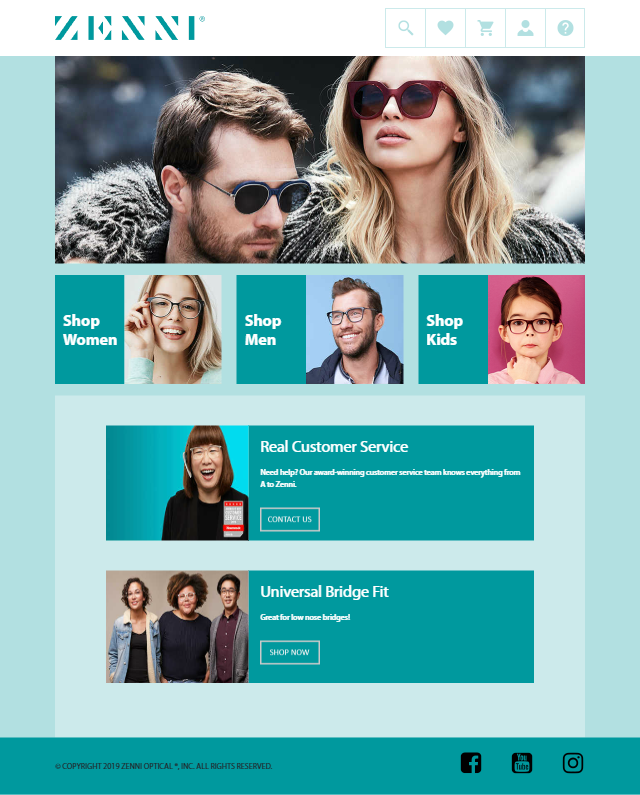 ZENNI®
Shop
Women
Shop
Men
Shop
Kids
Real Customer Service
Need help? Our award-winning customer service team knows everything from
A to Zenni.
CONTACT US
Universal Bridge Fit
Great for low nose bridges!
SHOP NOW
© COPYRIGHT 2019 ZENNI OPTICAL ®, INC. ALL RIGHTS RESERVED.
You
Tube